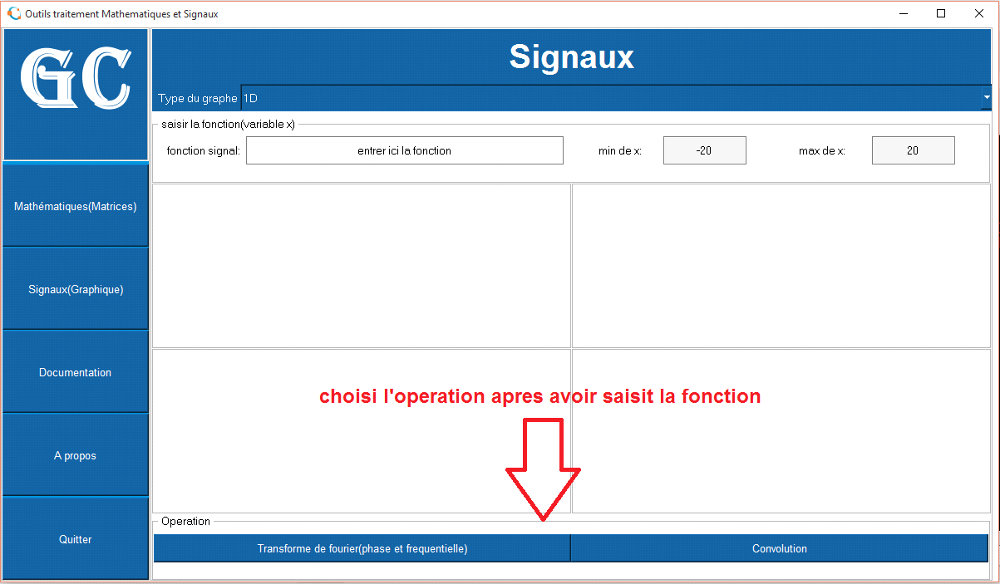 Outils traitement Mathematiques et Signaux
GC
Signaux
Type du graphe 1D
saisir la fonction(variable x)
fonction signal: entrer ici la fonction min de x: -20 max de x: 20
Mathématiques(Matrices)
Signaux(Graphique)
Documentation
A propos
Quitter
choisi l'operation apres avoir saisit la fonction
Operation
Transforme de fourier(phase et frequentielle) Convolution